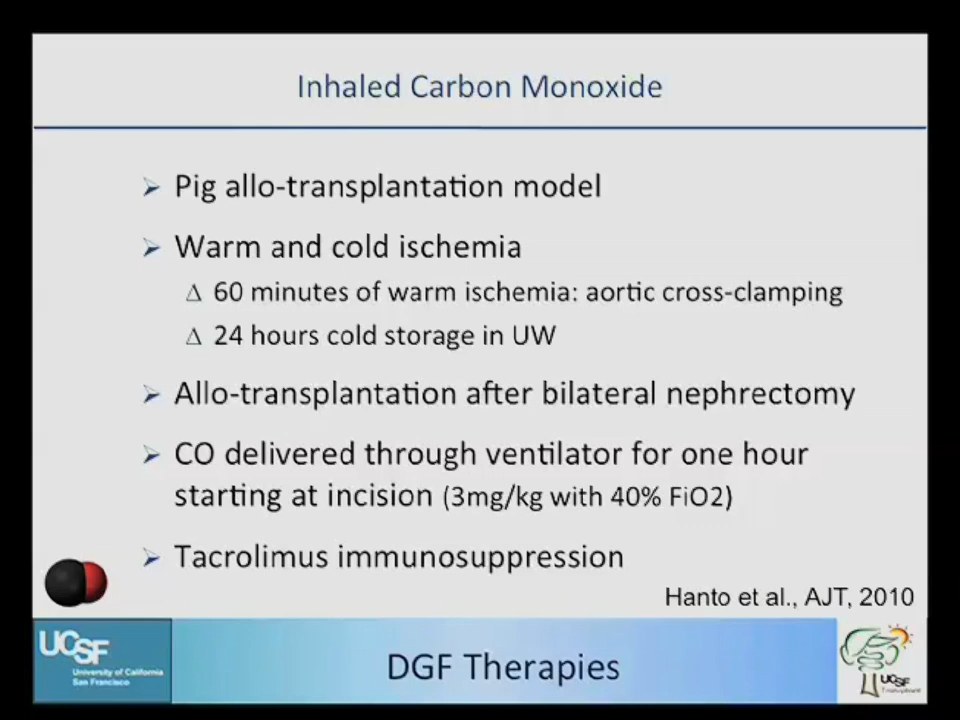 Inhaled Carbon Monoxide
➢ Pig allo-transplantation model
➢ Warm and cold ischemia
Δ 60 minutes of warm ischemia: aortic cross-clamping
Δ 24 hours cold storage in UW
➢ Allo-transplantation after bilateral nephrectomy
➢ CO delivered through ventilator for one hour
starting at incision (3mg/kg with 40% FiO2)
➢ Tacrolimus immunosuppression
Hanto et al., AJT, 2010
UCSF
University of California
San Francisco
DGF Therapies
UCSF
Transplant